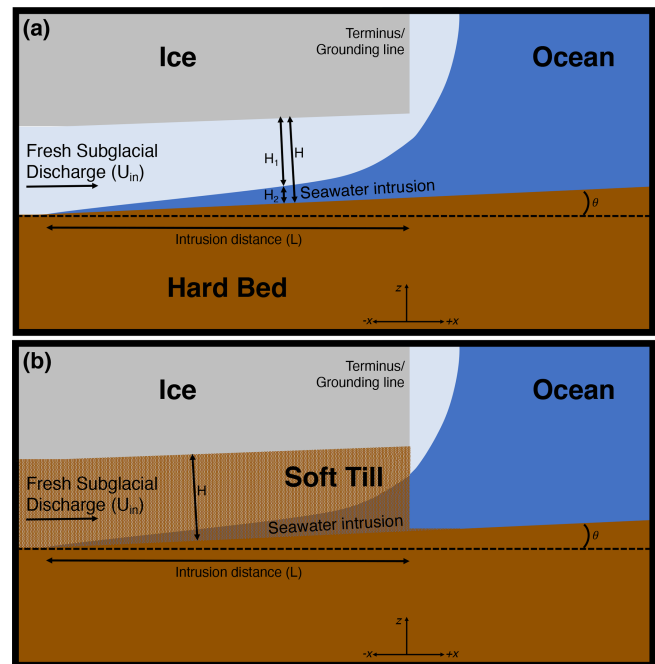 (a)
Ice
Terminus/
Grounding line
Ocean
Fresh Subglacial
Discharge (Uin)
H1
H
H2
Seawater intrusion
θ
Intrusion distance (L)
Hard Bed
z
-x
+x
(b)
Ice
Terminus/
Grounding line
Ocean
Soft Till
Fresh Subglacial
Discharge (Uin)
H
Seawater intrusion
θ
Intrusion distance (L)
z
-x
+x